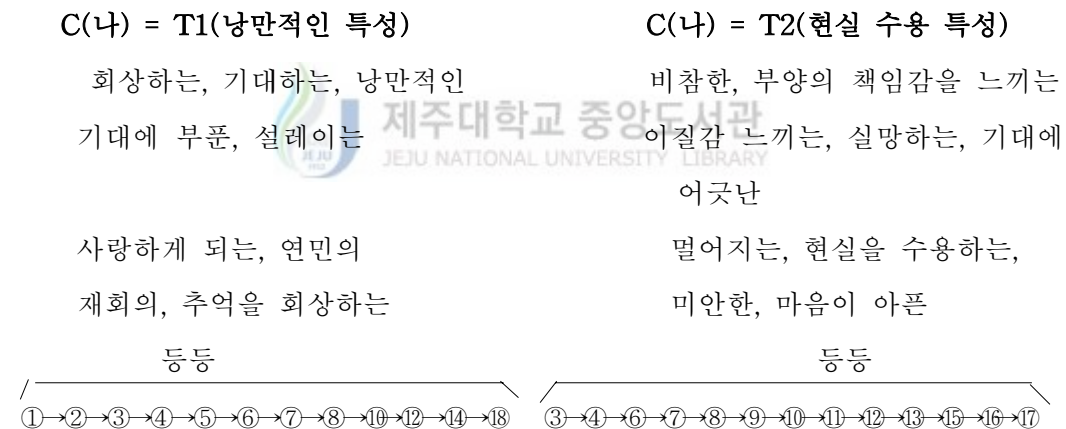 C(나) = T1(낭만적인 특성)
회상하는, 기대하는, 낭만적인
기대에 부푼, 설레이는
사랑하게 되는, 연민의
재회의, 추억을 회상하는
등등
①→②→③→④→⑤→⑥→⑦→⑧→⑩→⑫→⑭→⑱
C(나) = T2(현실 수용 특성)
비참한, 부양의 책임감을 느끼는
이질감 느끼는, 실망하는, 기대에
어긋난
멀어지는, 현실을 수용하는,
미안한, 마음이 아픈
등등
③→④→⑥→⑦→⑧→⑨→⑩→⑪→⑫→⑬→⑮→⑯→⑰
제주대학교 중앙도서관
JEJU NATIONAL UNIVERSITY LIBRARY
JEJU
1952